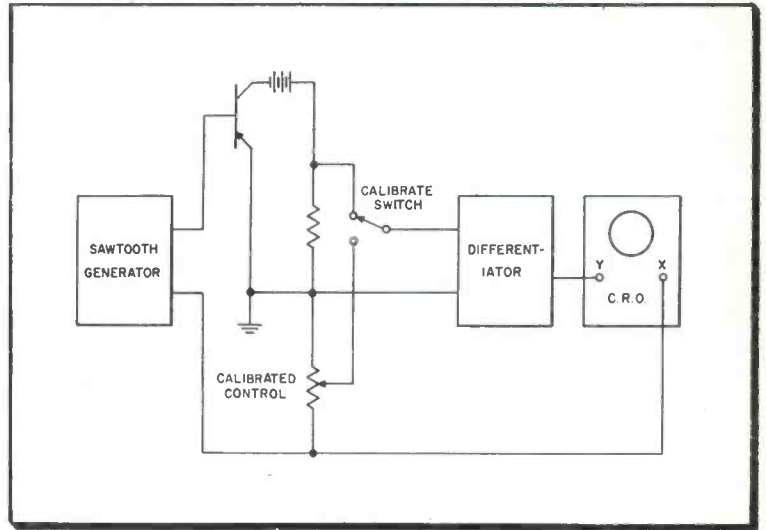 CALIBRATE
SWITCH
SAWTOOTH
GENERATOR
DIFFERENT-
IATOR
Y
X
C.R.O.
CALIBRATED
CONTROL